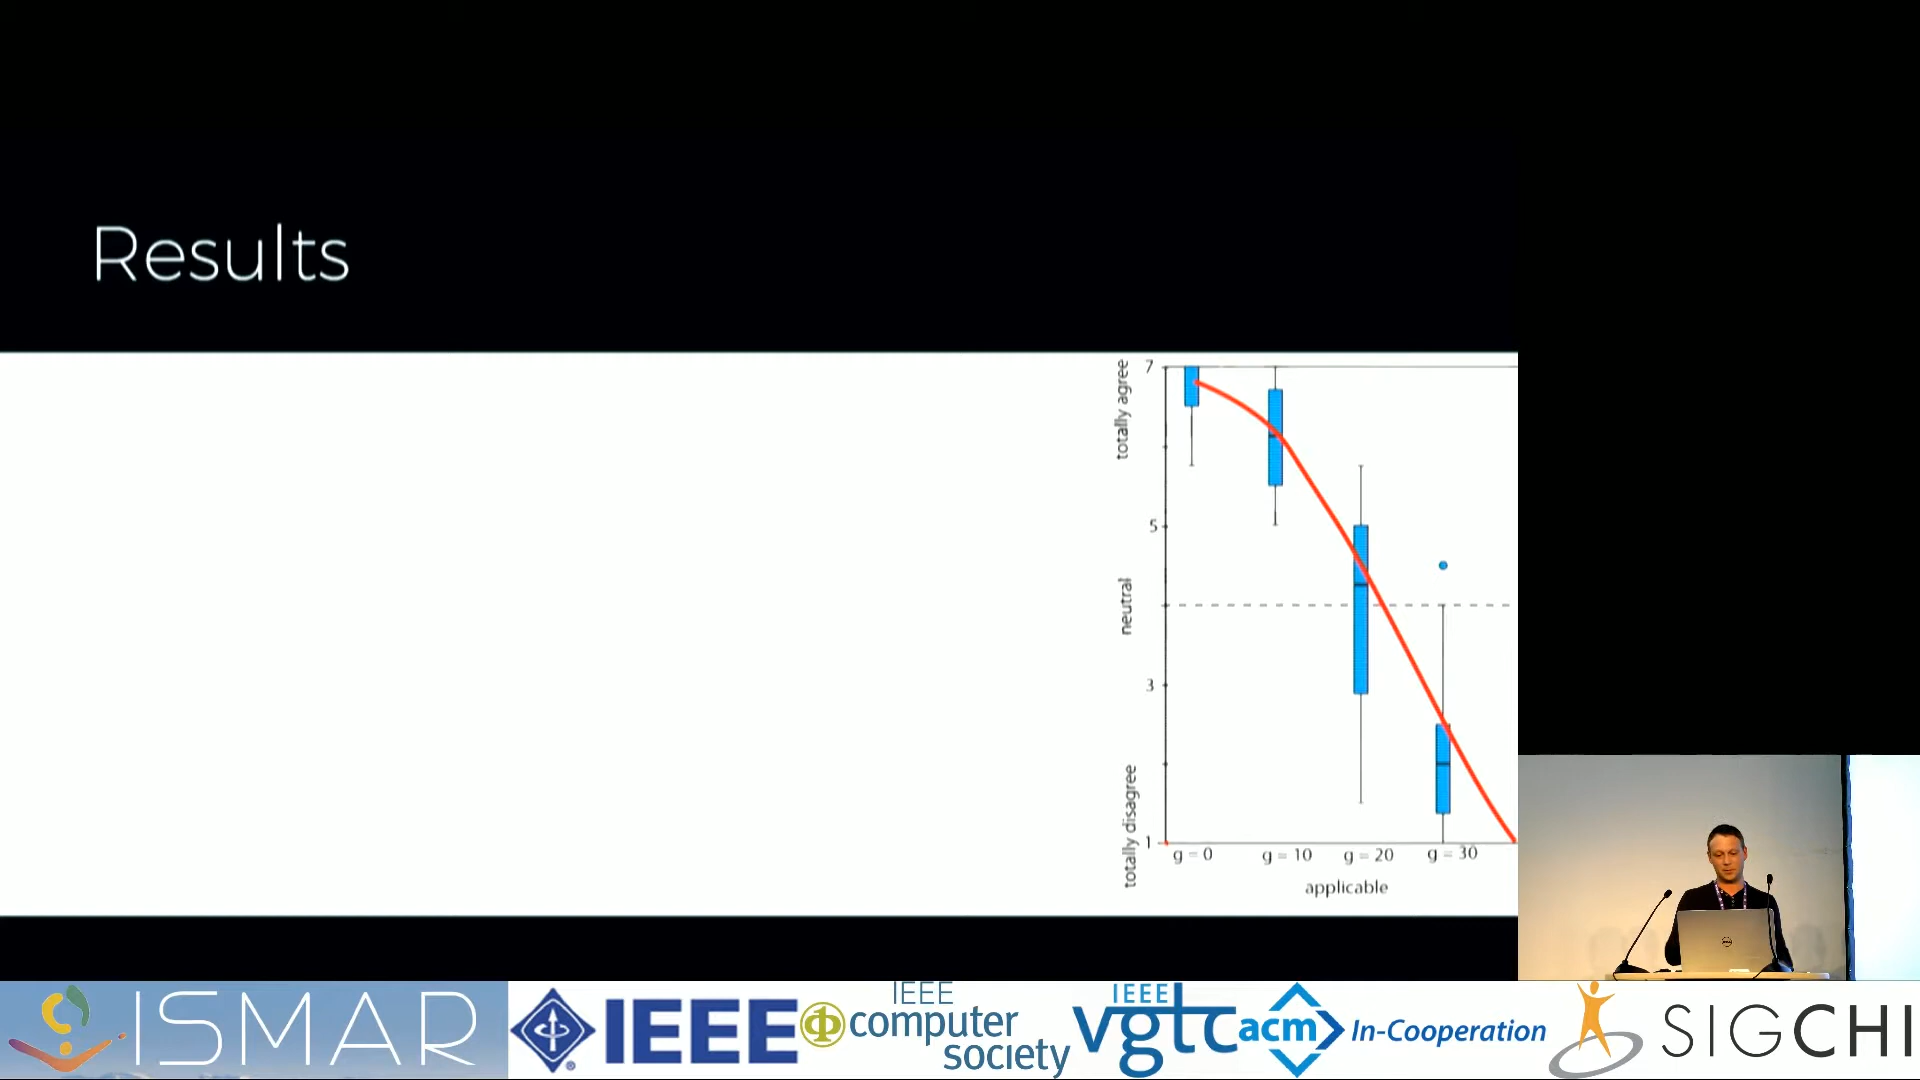 Results
totally agree
neutral
totally disagree
7
5
3
1
g = 0 g = 10 g = 20 g = 30
applicable
ISMAR
IEEE
IEEE
computer
society
IEEE
vgtc
acm In-Cooperation
SIGCHI
DELL